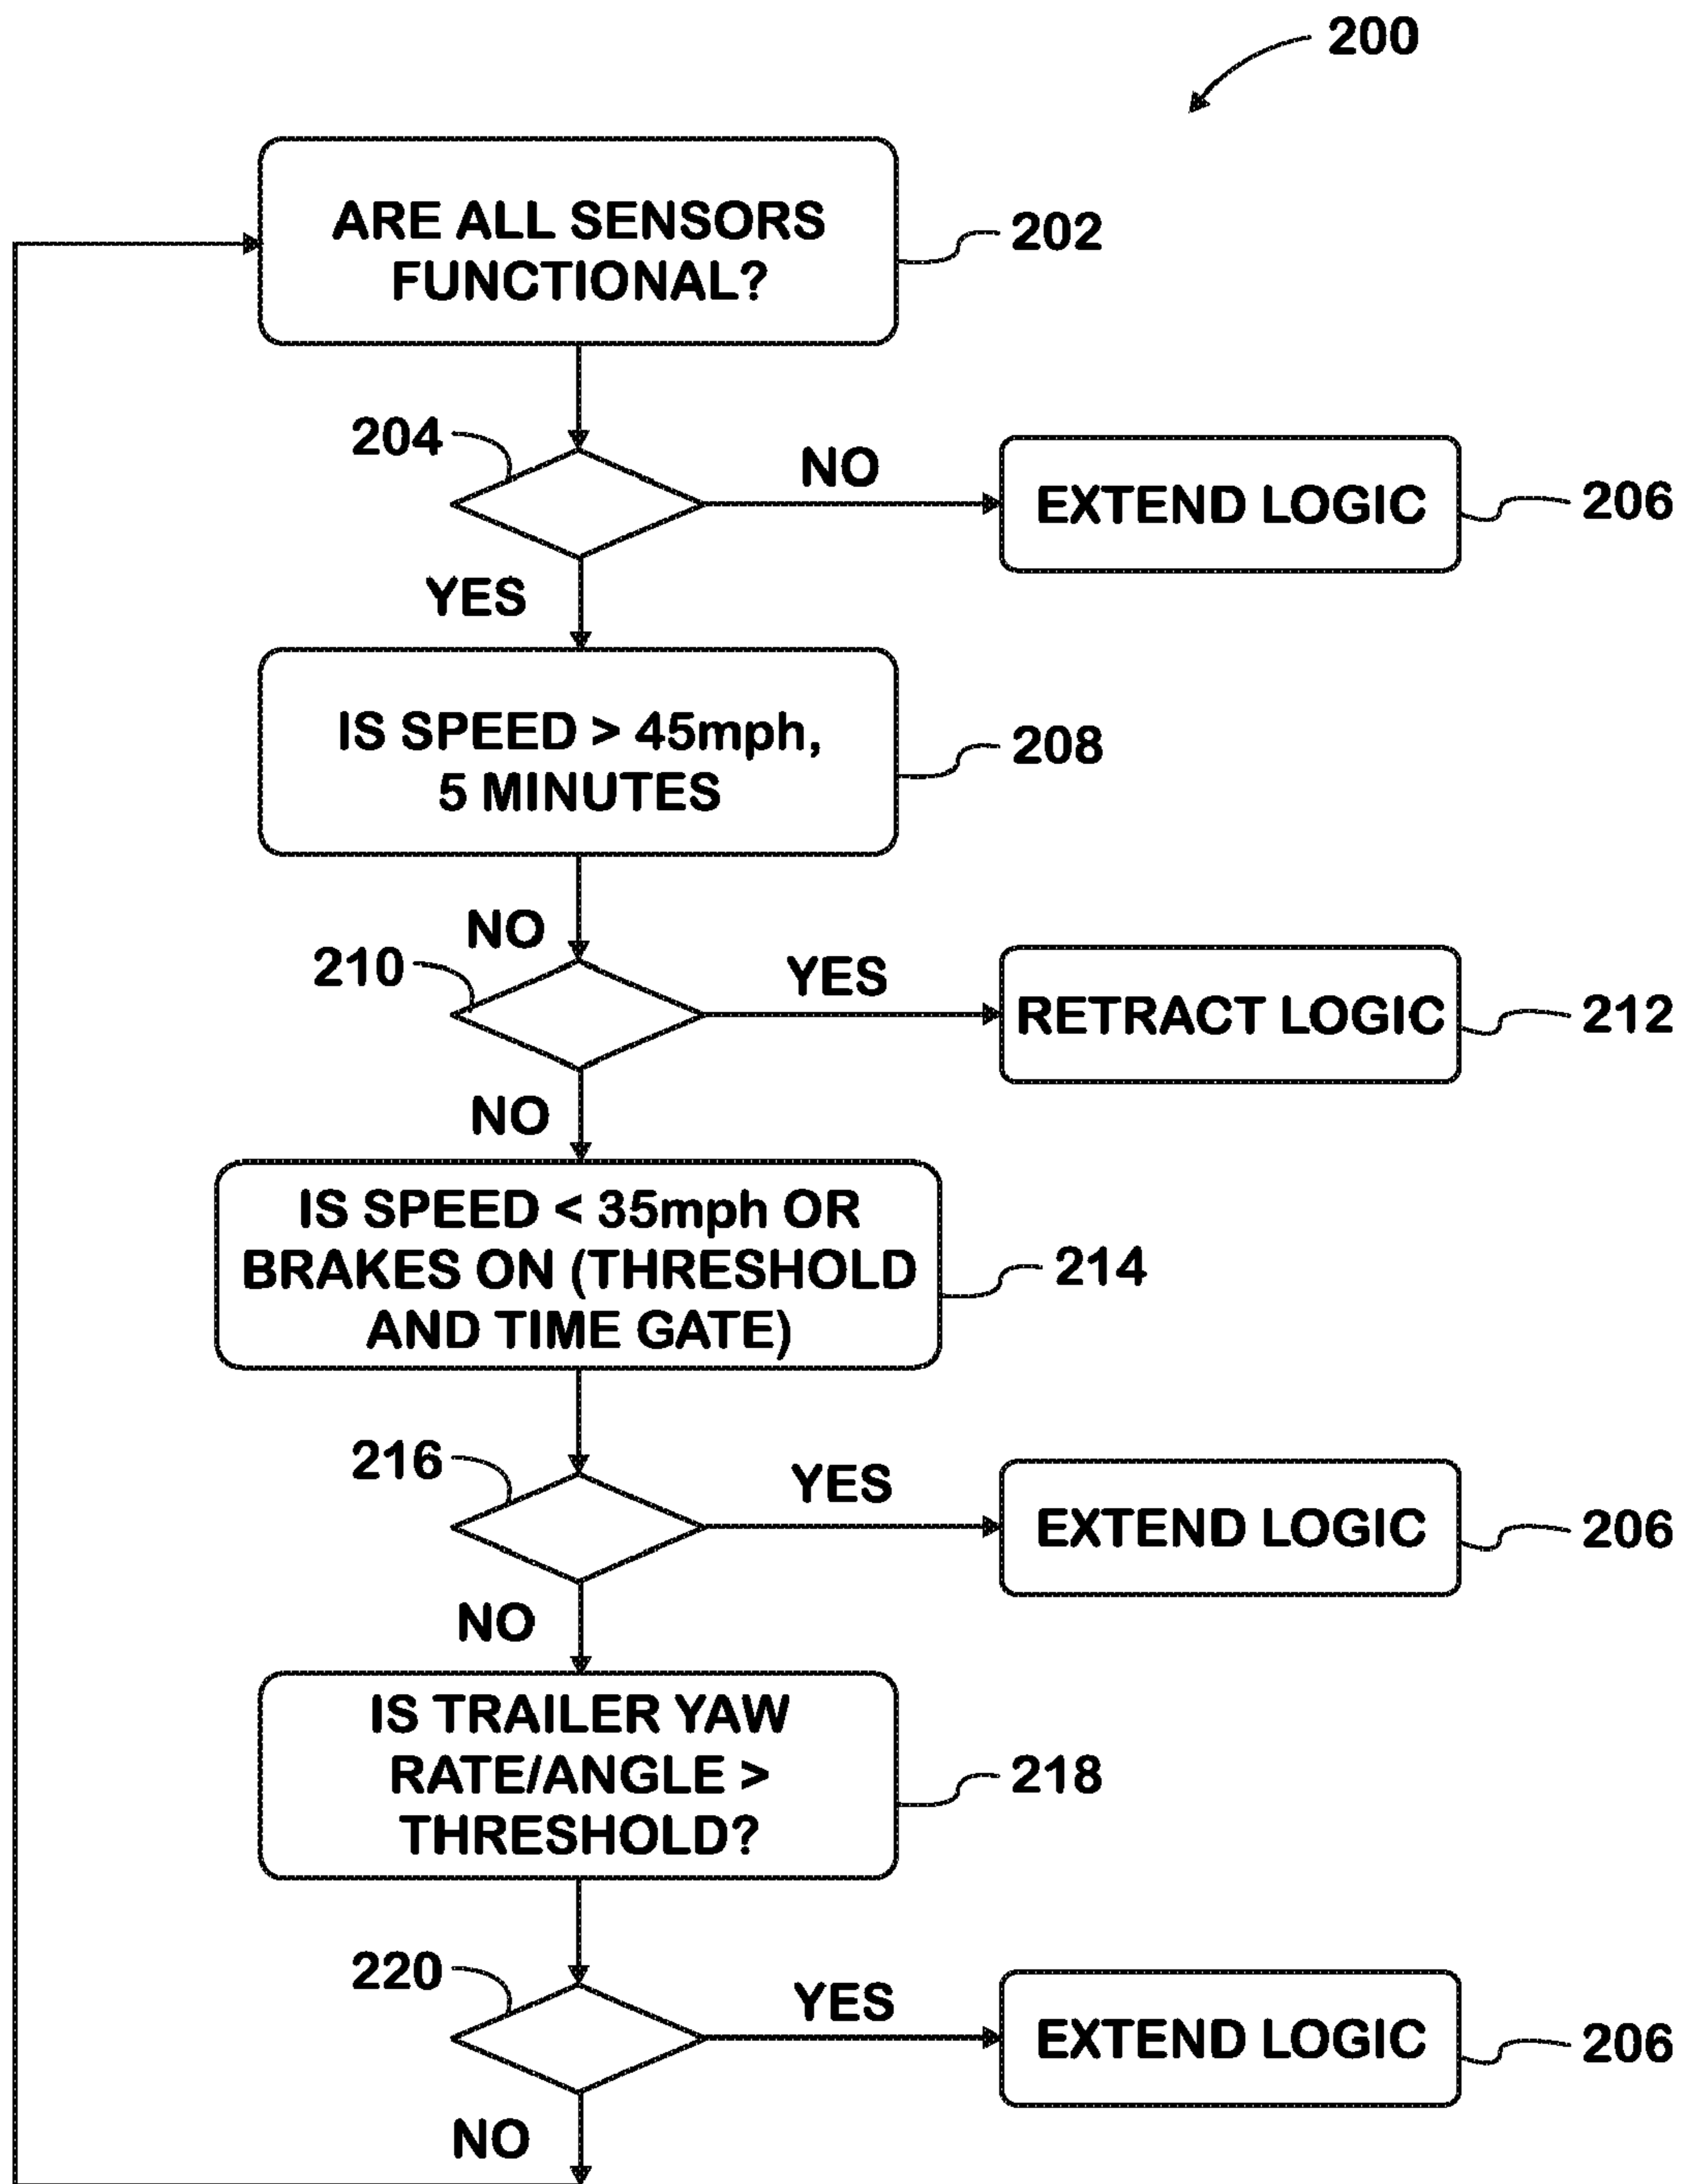 200
ARE ALL SENSORS
FUNCTIONAL?
202
204
NO
EXTEND LOGIC
206
YES
IS SPEED > 45mph,
5 MINUTES
208
NO
210
YES
RETRACT LOGIC
212
NO
IS SPEED < 35mph OR
BRAKES ON (THRESHOLD
AND TIME GATE)
214
216
YES
EXTEND LOGIC
206
NO
IS TRAILER YAW
RATE/ANGLE >
THRESHOLD?
218
220
YES
EXTEND LOGIC
206
NO